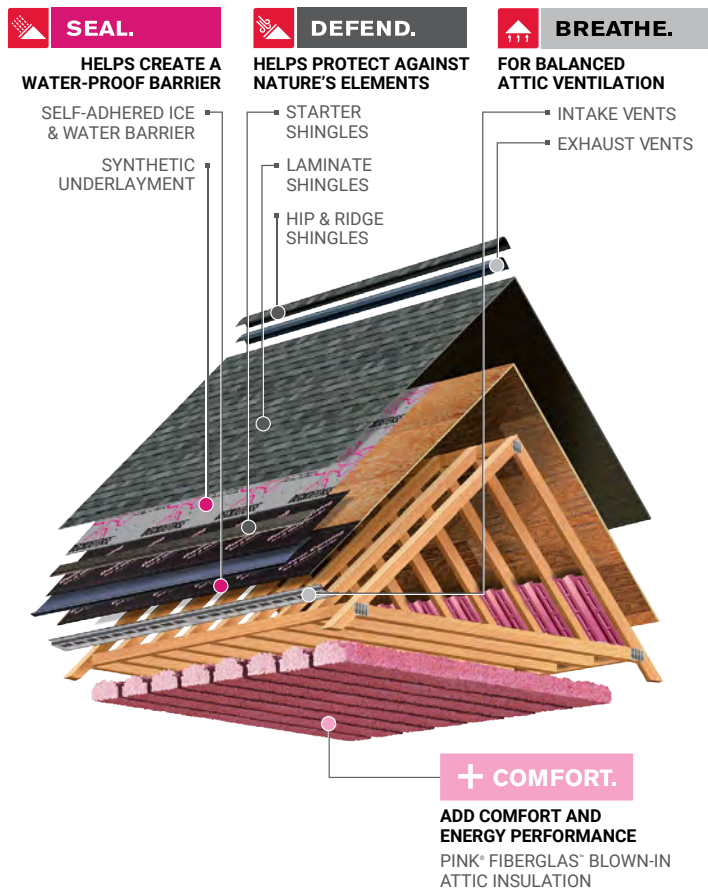 SEAL.
HELPS CREATE A
WATER-PROOF BARRIER
SELF-ADHERED ICE
& WATER BARRIER
SYNTHETIC
UNDERLAYMENT
DEFEND.
HELPS PROTECT AGAINST
NATURE’S ELEMENTS
STARTER
SHINGLES
LAMINATE
SHINGLES
HIP & RIDGE
SHINGLES
BREATHE.
FOR BALANCED
ATTIC VENTILATION
INTAKE VENTS
EXHAUST VENTS
+ COMFORT.
ADD COMFORT AND
ENERGY PERFORMANCE
PINK® FIBERGLAS™ BLOWN-IN
ATTIC INSULATION